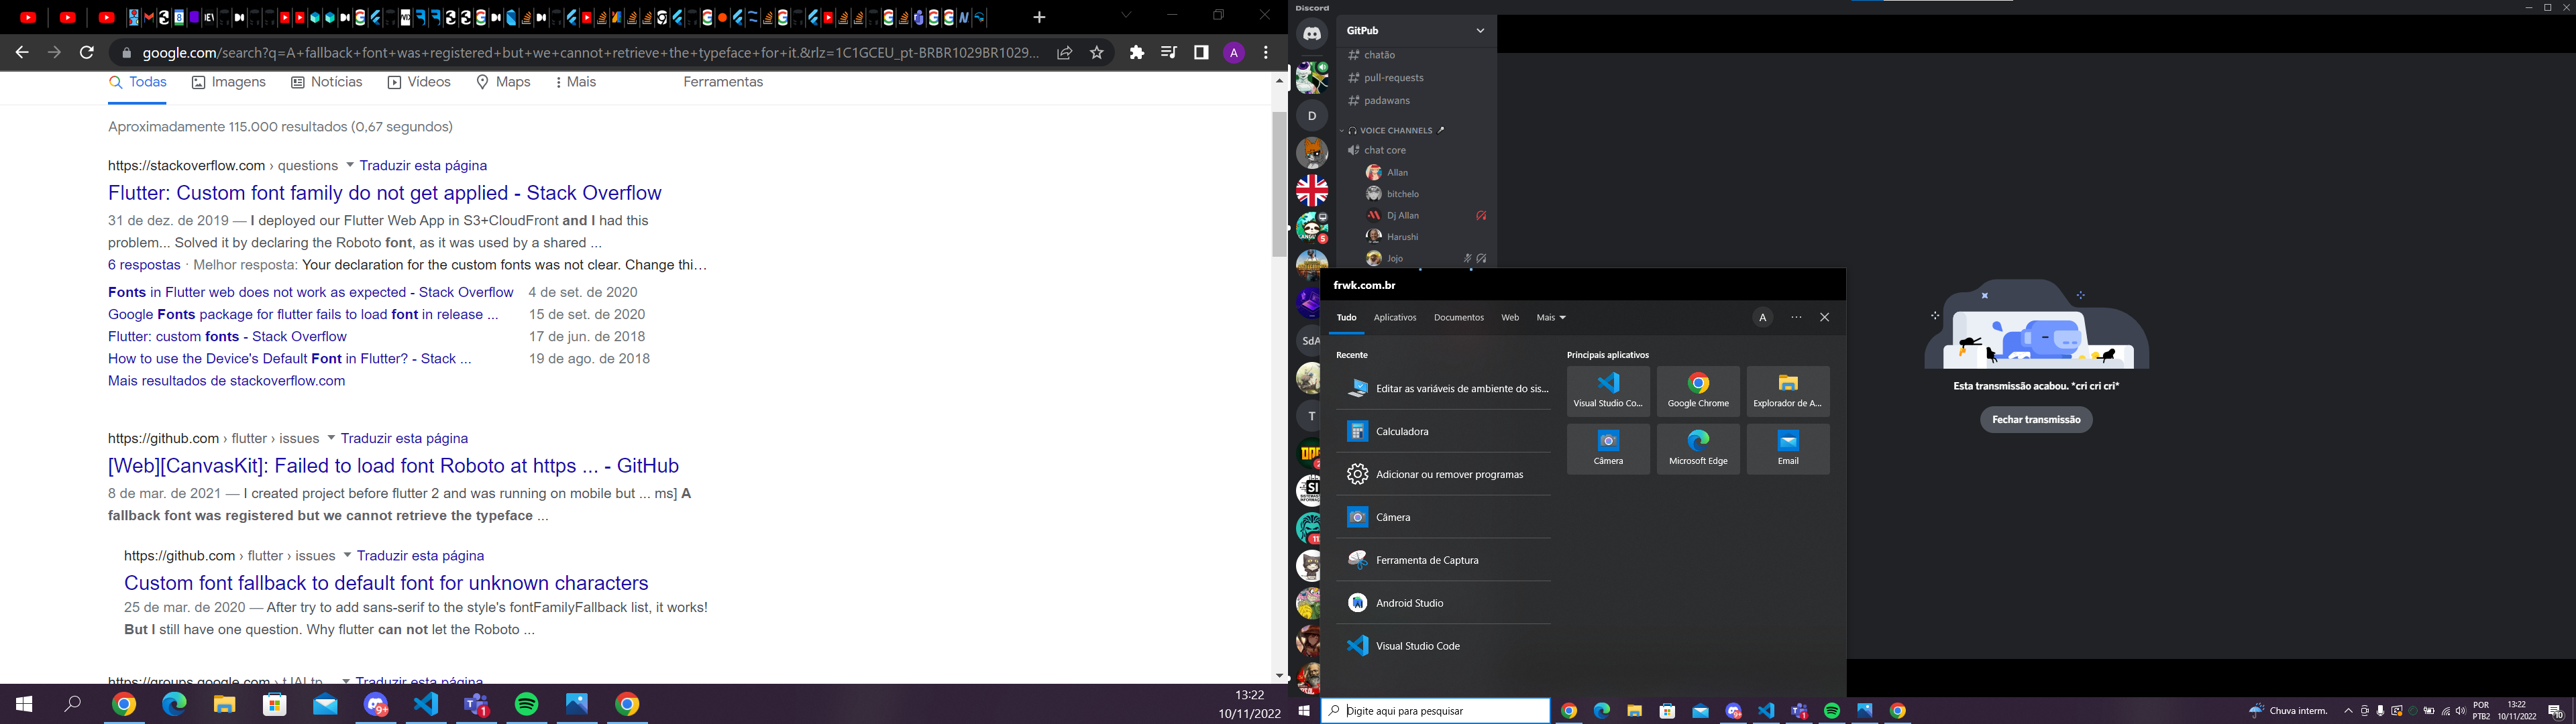 google.com/search?q=A+fallback+font+was+registered+but+we+cannot+retrieve+the+typeface+for+it.&rlz=1C1GCEU_pt-BRBR1029BR1029...
A
Todas
Imagens
Notícias
Vídeos
Maps
Mais
Ferramentas
Aproximadamente 115.000 resultados (0,67 segundos)
https://stackoverflow.com › questions Traduzir esta página
Flutter: Custom font family do not get applied - Stack Overflow
31 de dez. de 2019 — I deployed our Flutter Web App in S3+CloudFront and I had this
problem... Solved it by declaring the Roboto font, as it was used by a shared ...
6 respostas · Melhor resposta: Your declaration for the custom fonts was not clear. Change thi...
Fonts in Flutter web does not work as expected - Stack Overflow 4 de set. de 2020
Google Fonts package for flutter fails to load font in release ... 15 de set. de 2020
Flutter: custom fonts - Stack Overflow 17 de jun. de 2018
How to use the Device's Default Font in Flutter? - Stack ... 19 de ago. de 2018
Mais resultados de stackoverflow.com
https://github.com › flutter › issues Traduzir esta página
[Web][CanvasKit]: Failed to load font Roboto at https ... - GitHub
8 de mar. de 2021 — I created project before flutter 2 and was running on mobile but ... ms] A
fallback font was registered but we cannot retrieve the typeface ...
https://github.com › flutter › issues Traduzir esta página
Custom font fallback to default font for unknown characters
25 de mar. de 2020 — After try to add sans-serif to the style's fontFamilyFallback list, it works!
But I still have one question. Why flutter can not let the Roboto ...
https://groups.google.com Traduzir esta página
13:22
10/11/2022
Discord
GitPub
chatão
pull-requests
padawans
VOICE CHANNELS
chat core
Allan
bitchelo
Dj Allan
Harushi
Jojo
D
5
T
frwk.com.br
Tudo
Aplicativos
Documentos
Web
Mais
A
Recente
Editar as variáveis de ambiente do sis...
Calculadora
Adicionar ou remover programas
Câmera
Ferramenta de Captura
Android Studio
Visual Studio Code
Principais aplicativos
Visual Studio Co...
Google Chrome
Explorador de A...
Câmera
Microsoft Edge
Email
Esta transmissão acabou. *cri cri cri*
Fechar transmissão
Digite aqui para pesquisar
Chuva interm.
POR
PTB2
13:22
10/11/2022